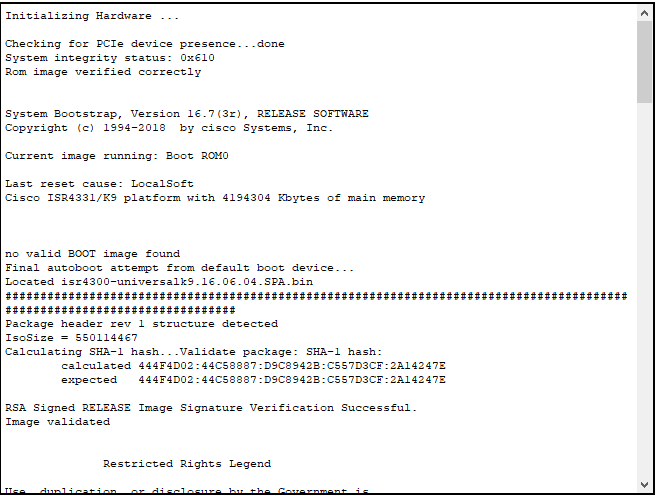 Initializing Hardware ...
Checking for PCIe device presence...done
System integrity status: 0x610
Rom image verified correctly
System Bootstrap, Version 16.7(3r), RELEASE SOFTWARE
Copyright (c) 1994-2018  by cisco Systems, Inc.
Current image running: Boot ROM0
Last reset cause: LocalSoft
Cisco ISR4331/K9 platform with 4194304 Kbytes of main memory
no valid BOOT image found
Final autoboot attempt from default boot device...
Located isr4300-universalk9.16.06.04.SPA.bin
#########################################################################################
#################################
Package header rev 1 structure detected
IsoSize = 550114467
Calculating SHA-1 hash...Validate package: SHA-1 hash:
calculated 444F4D02:44C58887:D9C8942B:C557D3CF:2A14247E
expected   444F4D02:44C58887:D9C8942B:C557D3CF:2A14247E
RSA Signed RELEASE Image Signature Verification Successful.
Image validated
Restricted Rights Legend
Use, duplication, or disclosure by the Government is